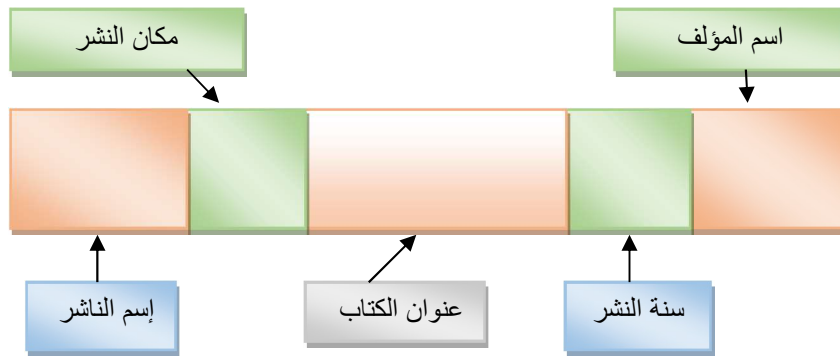 اسم المؤلف
مكان النشر
سنة النشر
عنوان الكتاب
إسم الناشر